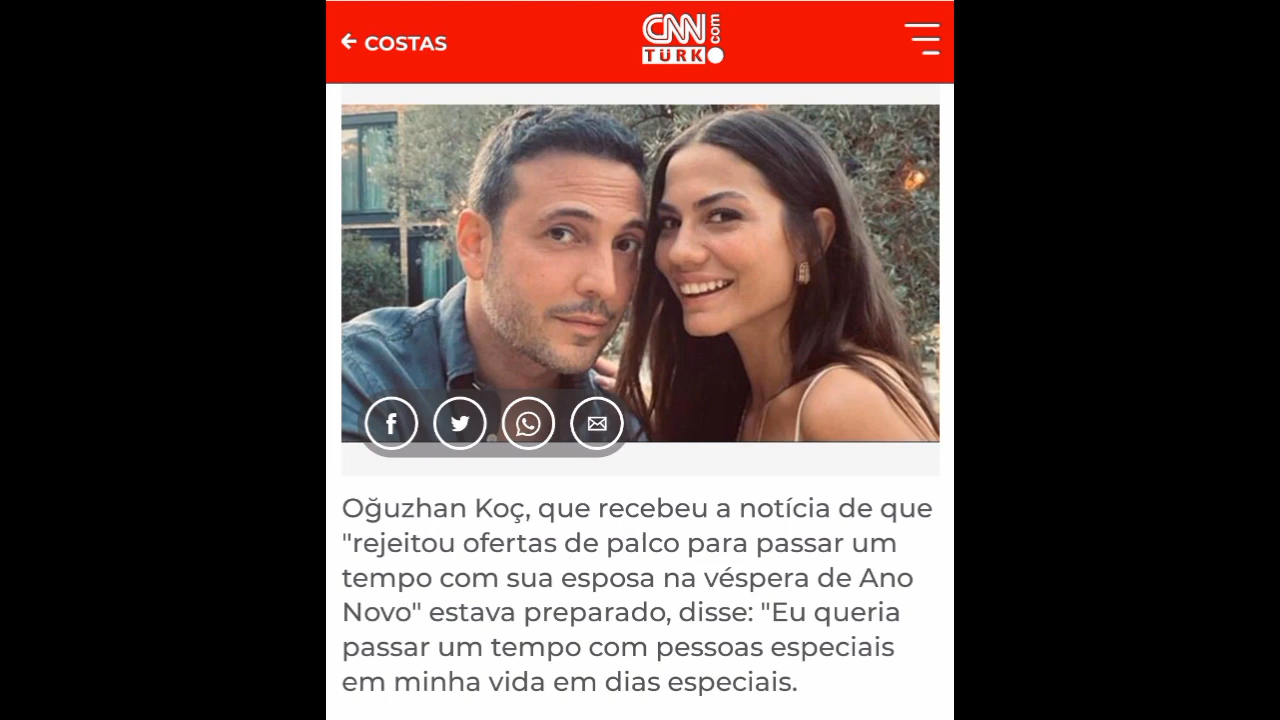 COSTAS
CNN
TÜRK
.com
Oğuzhan Koç, que recebeu a notícia de que
"rejeitou ofertas de palco para passar um
tempo com sua esposa na véspera de Ano
Novo" estava preparado, disse: "Eu queria
passar um tempo com pessoas especiais
em minha vida em dias especiais.